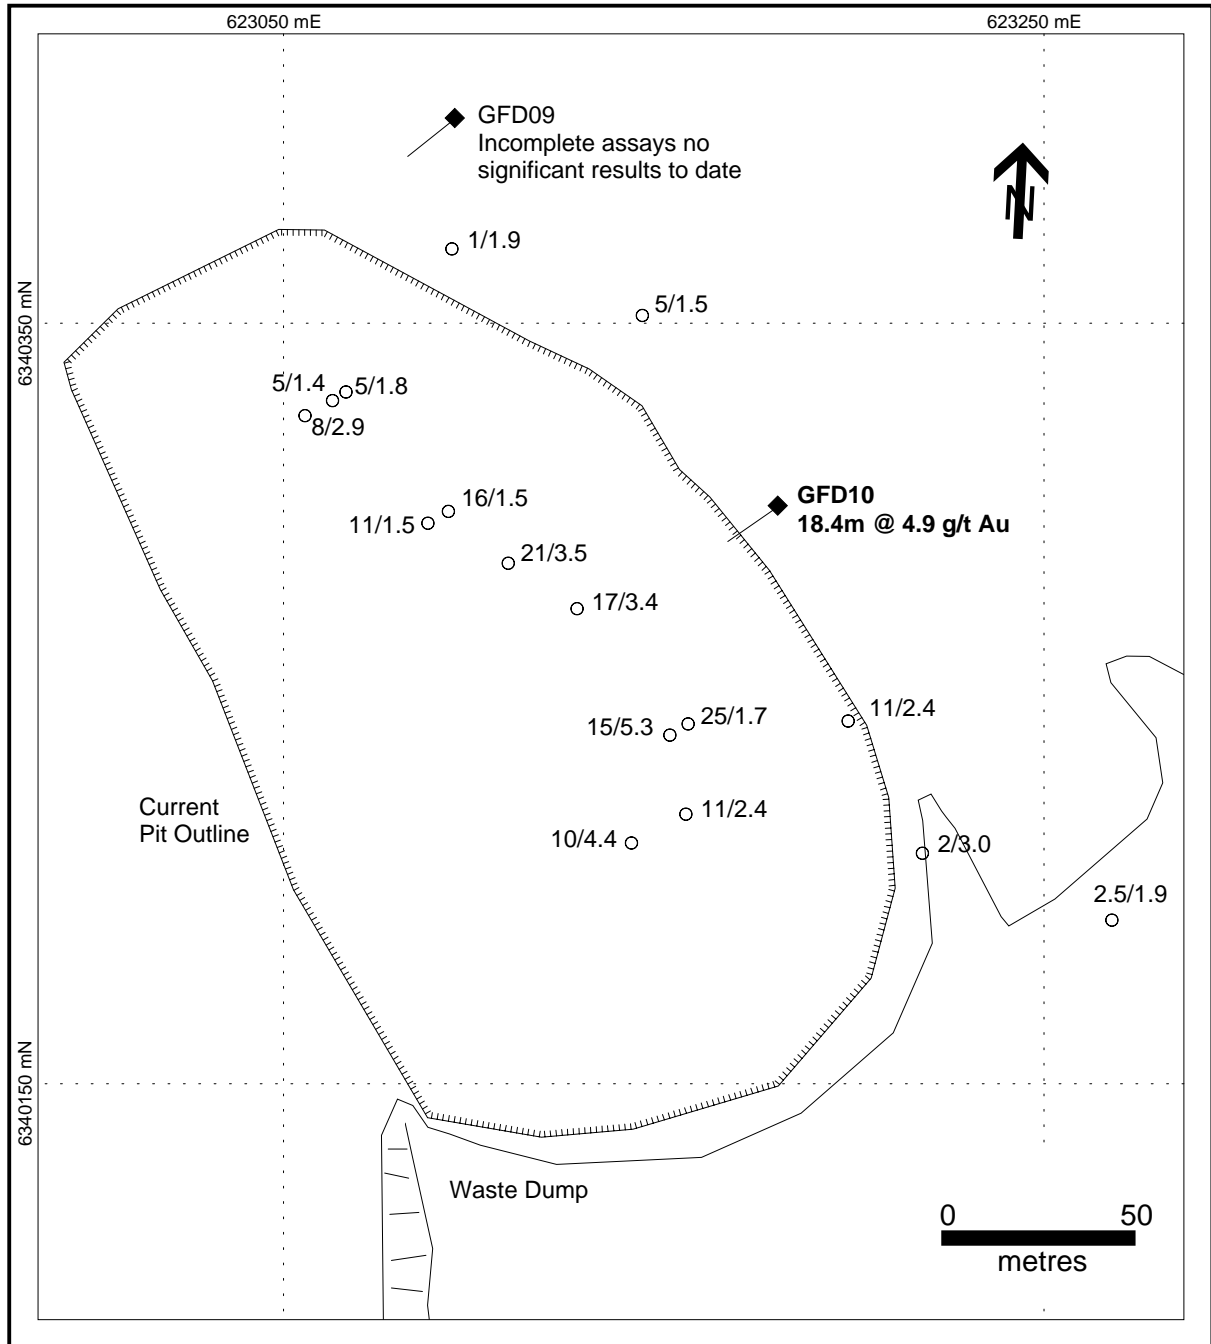 623050 mE
623250 mE
GFD09
Incomplete assays no
significant results to date
N
1/1.9
5/1.5
6340350 mN
5/1.4
5/1.8
8/2.9
16/1.5
11/1.5
GFD10
18.4m @ 4.9 g/t Au
21/3.5
17/3.4
15/5.3
25/1.7
11/2.4
Current
Pit Outline
11/2.4
10/4.4
2/3.0
2.5/1.9
6340150 mN
Waste Dump
0
50
metres